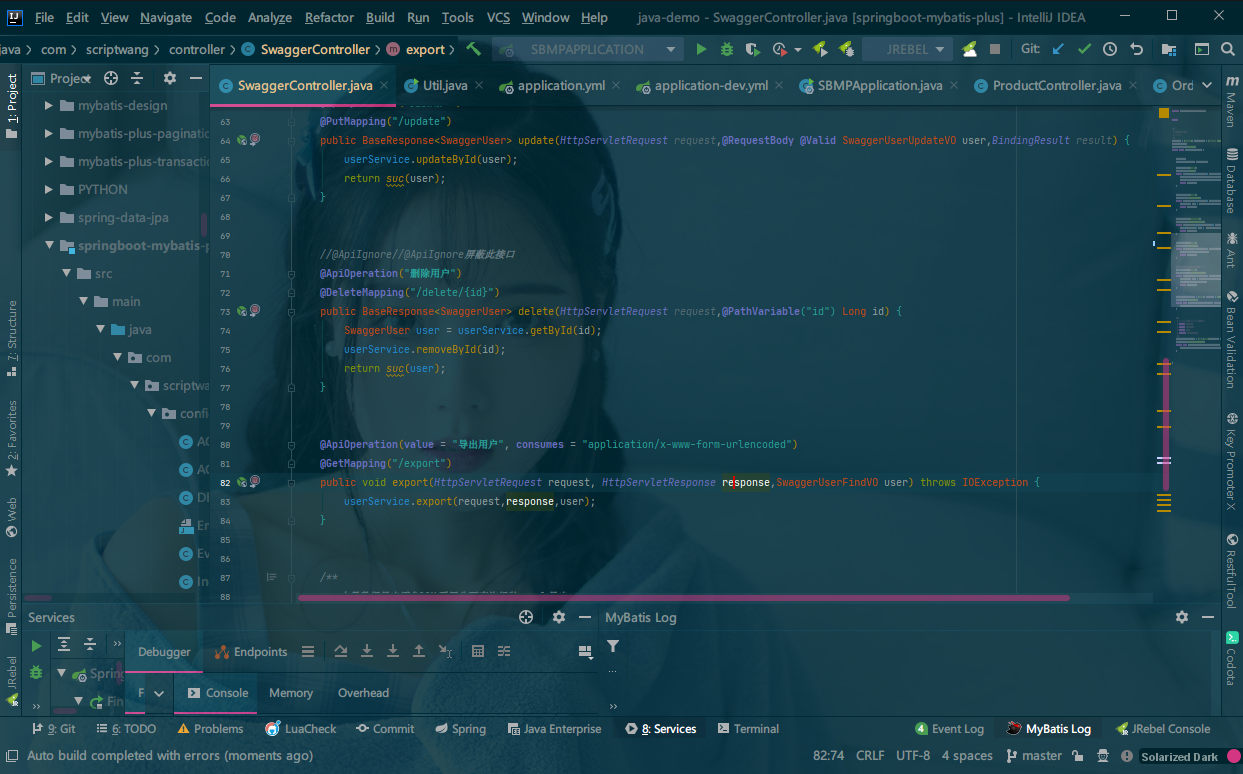 File Edit View Navigate Code Analyze Refactor Build Run Tools VCS Window Help java-demo - SwaggerController.java [springboot-mybatis-plus] - IntelliJ IDEA
java com scriptwang controller SwaggerController export SBMPAPPLICATION JREBEL Git:
1: Project
Project
SwaggerController.java Util.java application.yml application-dev.yml SBMPApplication.java ProductController.java Ord
mybatis-design
mybatis-plus-paginatic
mybatis-plus-transactic
PYTHON
spring-data-jpa
springboot-mybatis-p
src
main
java
com
scriptwa
confi
63 @PutMapping("/update")
64 public BaseResponse<SwaggerUser> update(HttpServletRequest request,@RequestBody @Valid SwaggerUserUpdateVO user,BindingResult result) {
65 userService.updateById(user);
66 return suc(user);
67 }
68
69
70 //@ApiIgnore//@ApiIgnore屏蔽此接口
71 @ApiOperation("删除用户")
72 @DeleteMapping("/delete/{id}")
73 public BaseResponse<SwaggerUser> delete(HttpServletRequest request,@PathVariable("id") Long id) {
74 SwaggerUser user = userService.getById(id);
75 userService.removeById(id);
76 return suc(user);
77 }
78
79
80 @ApiOperation(value = "导出用户", consumes = "application/x-www-form-urlencoded")
81 @GetMapping("/export")
82 public void export(HttpServletRequest request, HttpServletResponse response,SwaggerUserFindVO user) throws IOException {
83 userService.export(request,response,user);
84 }
85
86
87 /**
88
7: Structure
2: Favorites
Web
Persistence
JRebel
Maven
Database
Ant
Bean Validation
Key Promoter X
RestfulTool
Codota
Services
MyBatis Log
Debugger Endpoints
Spring
Fin
F Console Memory Overhead
9: Git 6: TODO Problems LuaCheck Commit Spring Java Enterprise 8: Services Terminal 4 Event Log MyBatis Log JRebel Console
Auto build completed with errors (moments ago) 82:74 CRLF UTF-8 4 spaces master Solarized Dark